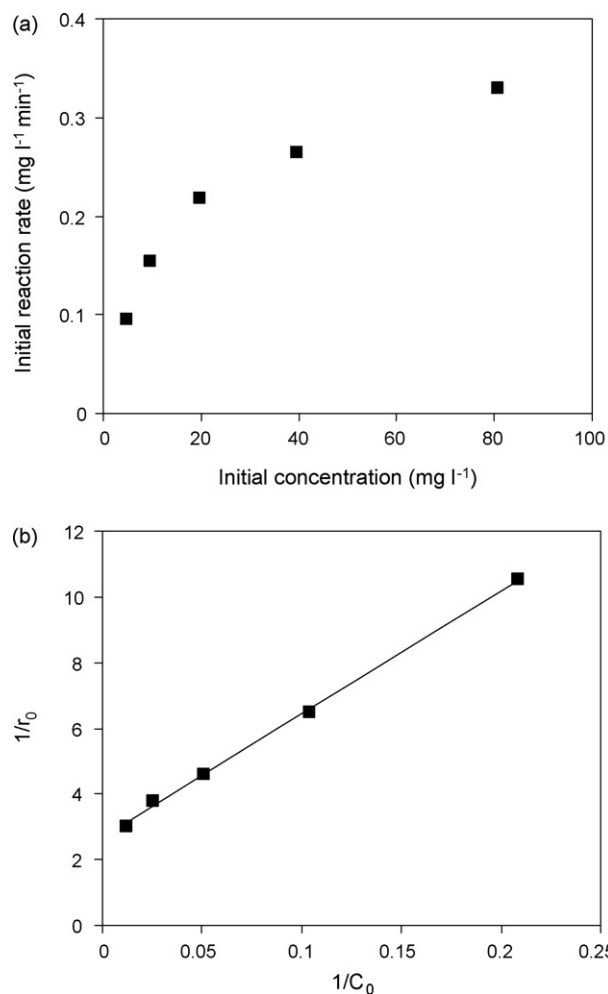 (a)
0.4
0.3
0.2
0.1
0
0 20 40 60 80 100
Initial reaction rate (mg l⁻¹ min⁻¹)
Initial concentration (mg l⁻¹)
(b)
12
10
8
6
4
2
0
0 0.05 0.1 0.15 0.2 0.25
1/r₀
1/C₀